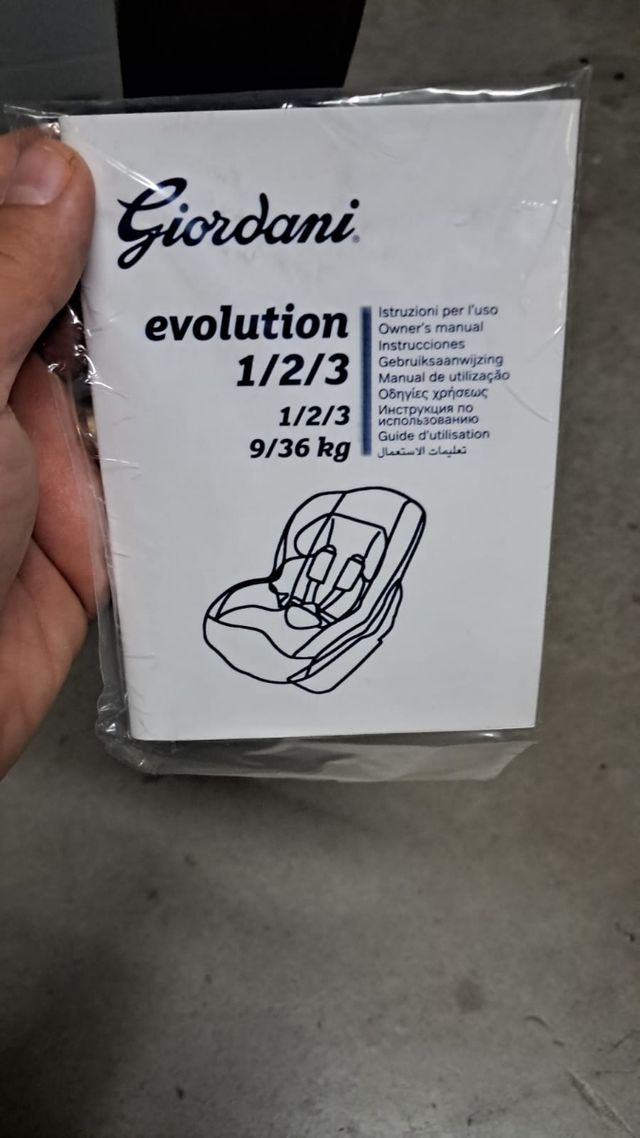 Giordani
evolution
1/2/3
1/2/3
9/36 kg
Istruzioni per l'uso
Owner's manual
Instrucciones
Gebruiksaanwijzing
Manual de utilização
Οδηγίες χρήσεως
Инструкция по
использованию
Guide d'utilisation
تعليمات الاستعمال